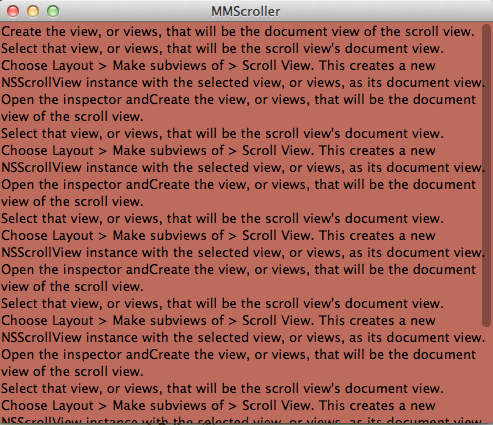 MMScroller
Create the view, or views, that will be the document view of the scroll view.
Select that view, or views, that will be the scroll view's document view.
Choose Layout > Make subviews of > Scroll View. This creates a new
NSScrollView instance with the selected view, or views, as its document view.
Open the inspector andCreate the view, or views, that will be the document
view of the scroll view.
Select that view, or views, that will be the scroll view's document view.
Choose Layout > Make subviews of > Scroll View. This creates a new
NSScrollView instance with the selected view, or views, as its document view.
Open the inspector andCreate the view, or views, that will be the document
view of the scroll view.
Select that view, or views, that will be the scroll view's document view.
Choose Layout > Make subviews of > Scroll View. This creates a new
NSScrollView instance with the selected view, or views, as its document view.
Open the inspector andCreate the view, or views, that will be the document
view of the scroll view.
Select that view, or views, that will be the scroll view's document view.
Choose Layout > Make subviews of > Scroll View. This creates a new
NSScrollView instance with the selected view, or views, as its document view.
Open the inspector andCreate the view, or views, that will be the document
view of the scroll view.
Select that view, or views, that will be the scroll view's document view.
Choose Layout > Make subviews of > Scroll View. This creates a new
NSScrollView instance with the selected view, or views, as its document view.